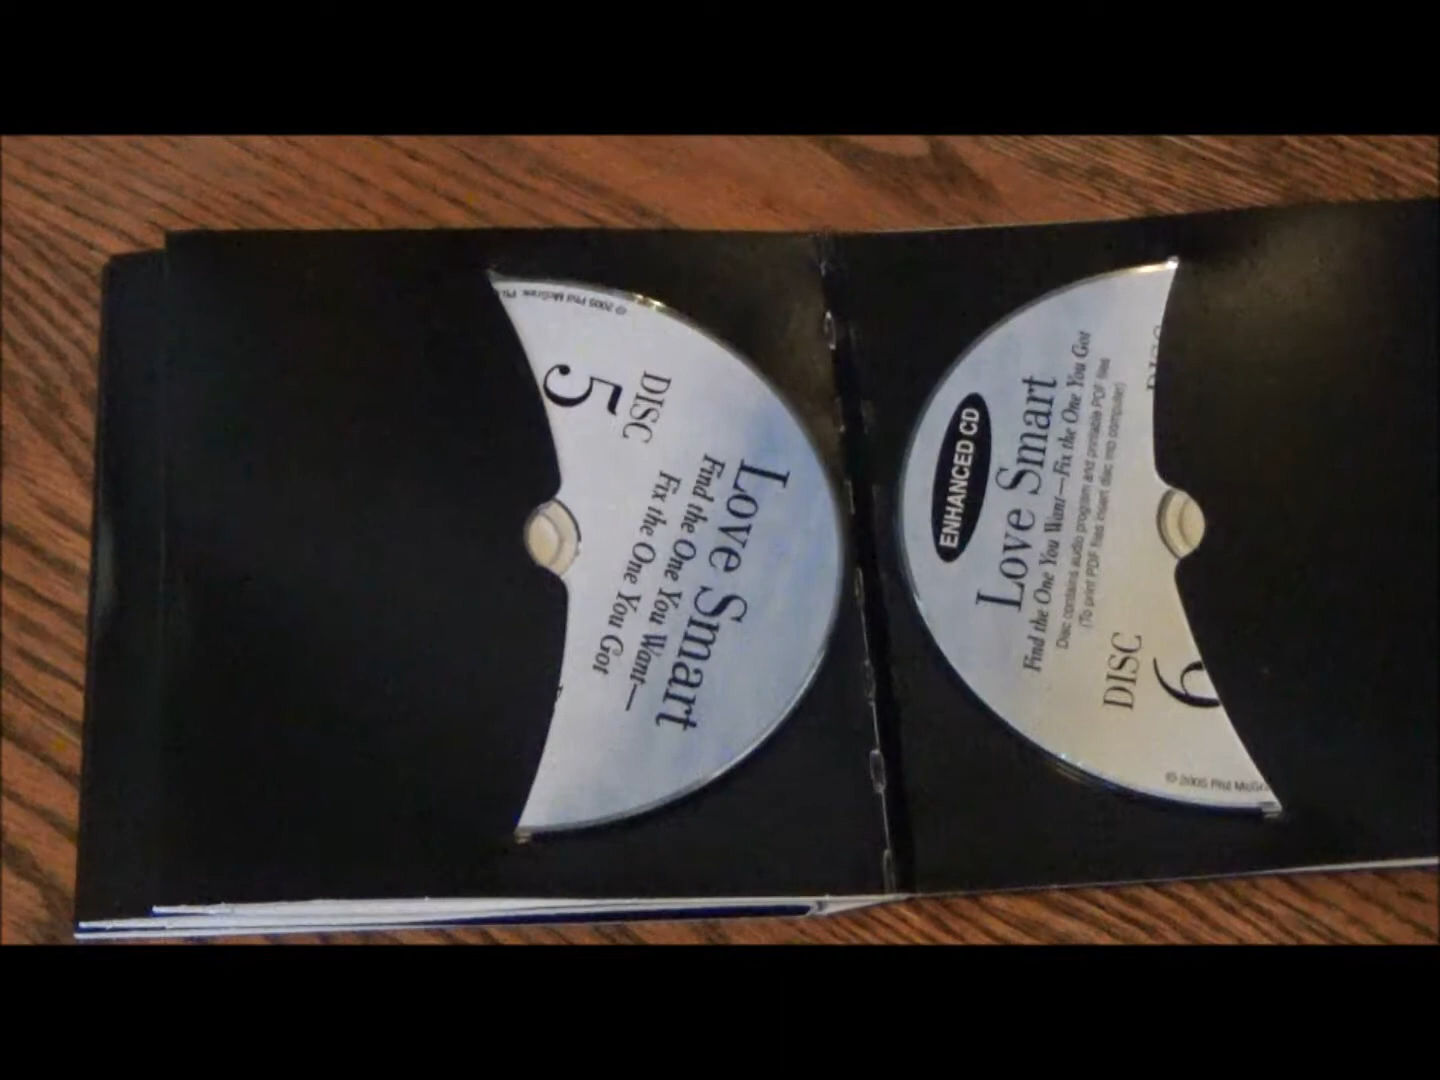 © 2005 Phil McGraw.
DISC
5
Love Smart
Find the One You Want—
Fix the One You Got
ENHANCED CD
Love Smart
Find the One You Want—Fix the One You Got
Disc contains audio program and printable PDF files
(To print PDF files insert disc into computer)
DISC
6
© 2005 Phil